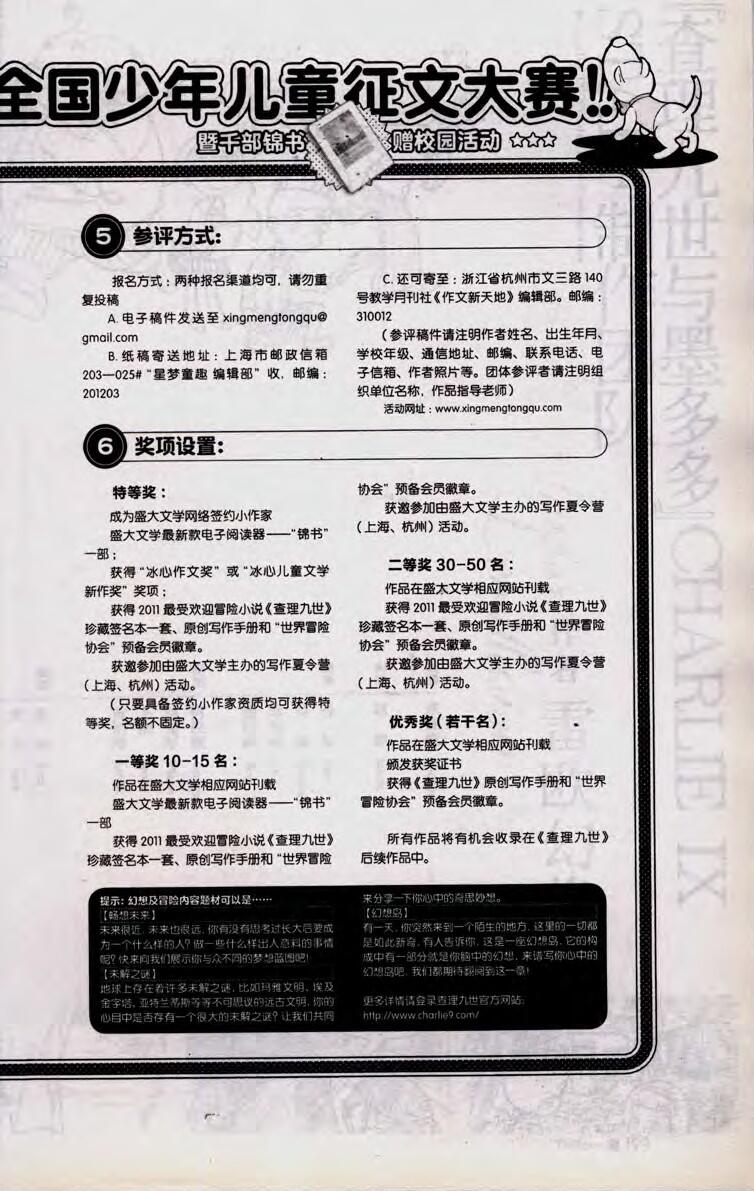 全国少年儿童征文大赛!!
暨千部锦书 赠校园活动 ☆☆☆
5 参评方式:
报名方式:两种报名渠道均可,请勿重
复投稿
A.电子稿件发送至 xingmengtongqu@
gmail.com
B.纸稿寄送地址:上海市邮政信箱
203—025#“星梦童趣 编辑部”收,邮编:
201203
C.还可寄至:浙江省杭州市文三路 140
号教学月刊社《作文新天地》编辑部。邮编:
310012
(参评稿件请注明作者姓名、出生年月、
学校年级、通信地址、邮编、联系电话、电
子信箱、作者照片等。团体参评者请注明组
织单位名称,作品指导老师)
活动网址:www.xingmengtongqu.com
6 奖项设置:
特等奖:
成为盛大文学网络签约小作家
盛大文学最新款电子阅读器——“锦书”
一部;
获得“冰心作文奖”或“冰心儿童文学
新作奖”奖项;
获得 2011 最受欢迎冒险小说《查理九世》
珍藏签名本一套、原创写作手册和“世界冒险
协会”预备会员徽章。
获邀参加由盛大文学主办的写作夏令营
(上海、杭州)活动。
(只要具备签约小作家资质均可获得特
等奖,名额不固定。)
一等奖 10-15 名:
作品在盛大文学相应网站刊载
盛大文学最新款电子阅读器——“锦书”
一部
获得 2011 最受欢迎冒险小说《查理九世》
珍藏签名本一套、原创写作手册和“世界冒险
协会”预备会员徽章。
获邀参加由盛大文学主办的写作夏令营
(上海、杭州)活动。
二等奖 30-50 名:
作品在盛大文学相应网站刊载
获得 2011 最受欢迎冒险小说《查理九世》
珍藏签名本一套、原创写作手册和“世界冒险
协会”预备会员徽章。
获邀参加由盛大文学主办的写作夏令营
(上海、杭州)活动。
优秀奖(若干名):
作品在盛大文学相应网站刊载
颁发获奖证书
获得《查理九世》原创写作手册和“世界
冒险协会”预备会员徽章。
所有作品将有机会收录在《查理九世》
后续作品中。
提示:幻想及冒险内容题材可以是……
【畅想未来】
未来很近,未来也很远,你有没有思考过长大后要成
为一个什么样的人?做一些什么样出人意料的事情
呢?快来向我们展示你与众不同的梦想蓝图吧!
【未解之谜】
地球上存在着许多未解之谜,比如玛雅文明,埃及
金字塔,亚特兰蒂斯等等不可思议的远古文明,你的
心目中是否存有一个很大的未解之谜?让我们共同
来分享一下你心中的奇思妙想。
【幻想岛】
有一天,你突然来到一个陌生的地方,这里的一切都
是如此新奇,有人告诉你,这是一座幻想岛,它的构
成中有一部分就是你脑中的幻想,来谱写你心中的
幻想岛吧,我们都期待翻阅到这一章!
更多详情请登录查理九世官方网站:
http://www.charlie9.com/